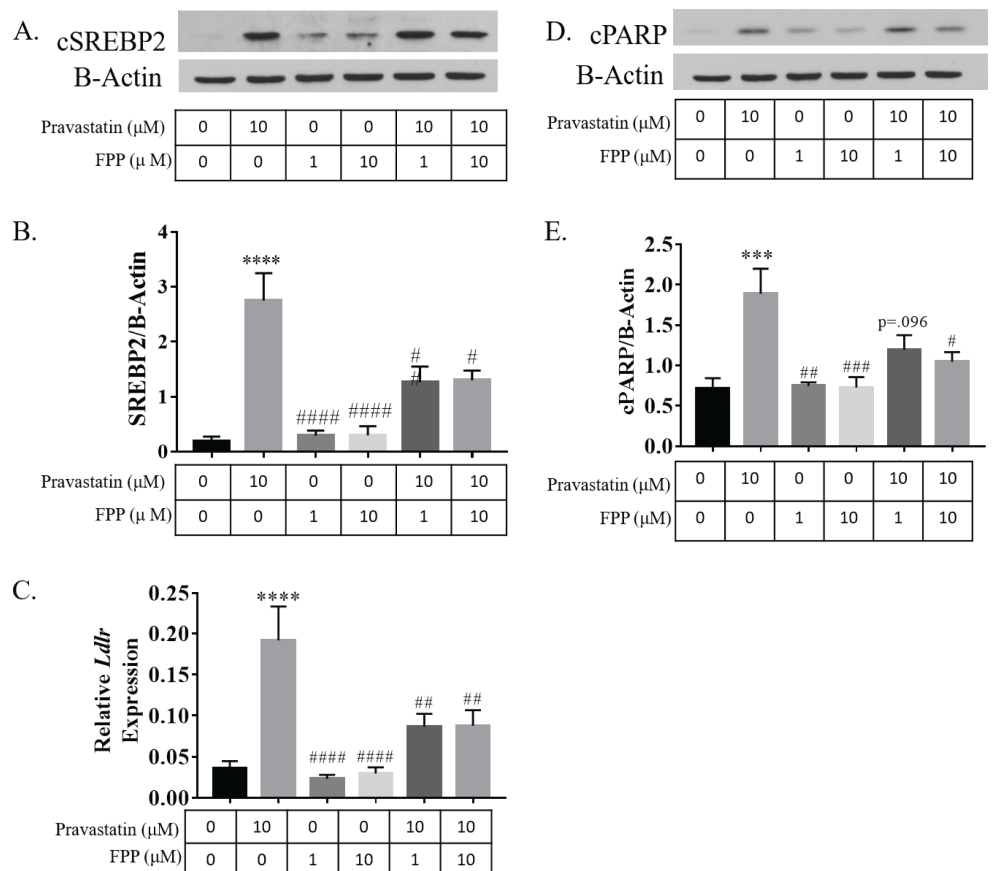 A.
cSREBP2
B-Actin
Pravastatin (μM) 0 10 0 0 10 10
FPP (μ M) 0 0 1 10 1 10
D.
cPARP
B-Actin
Pravastatin (μM) 0 10 0 0 10 10
FPP (μM) 0 0 1 10 1 10
B.
SREBP2/B-Actin
4
3
2
1
0
****
####
####
#
#
#
Pravastatin (μM) 0 10 0 0 10 10
FPP (μ M) 0 0 1 10 1 10
E.
cPARP/B-Actin
2.5
2.0
1.5
1.0
0.5
0.0
***
##
###
p=.096
#
Pravastatin (μM) 0 10 0 0 10 10
FPP (μM) 0 0 1 10 1 10
C.
Relative Ldlr
Expression
0.25
0.20
0.15
0.10
0.05
0.00
****
####
####
##
##
Pravastatin (μM) 0 10 0 0 10 10
FPP (μM) 0 0 1 10 1 10